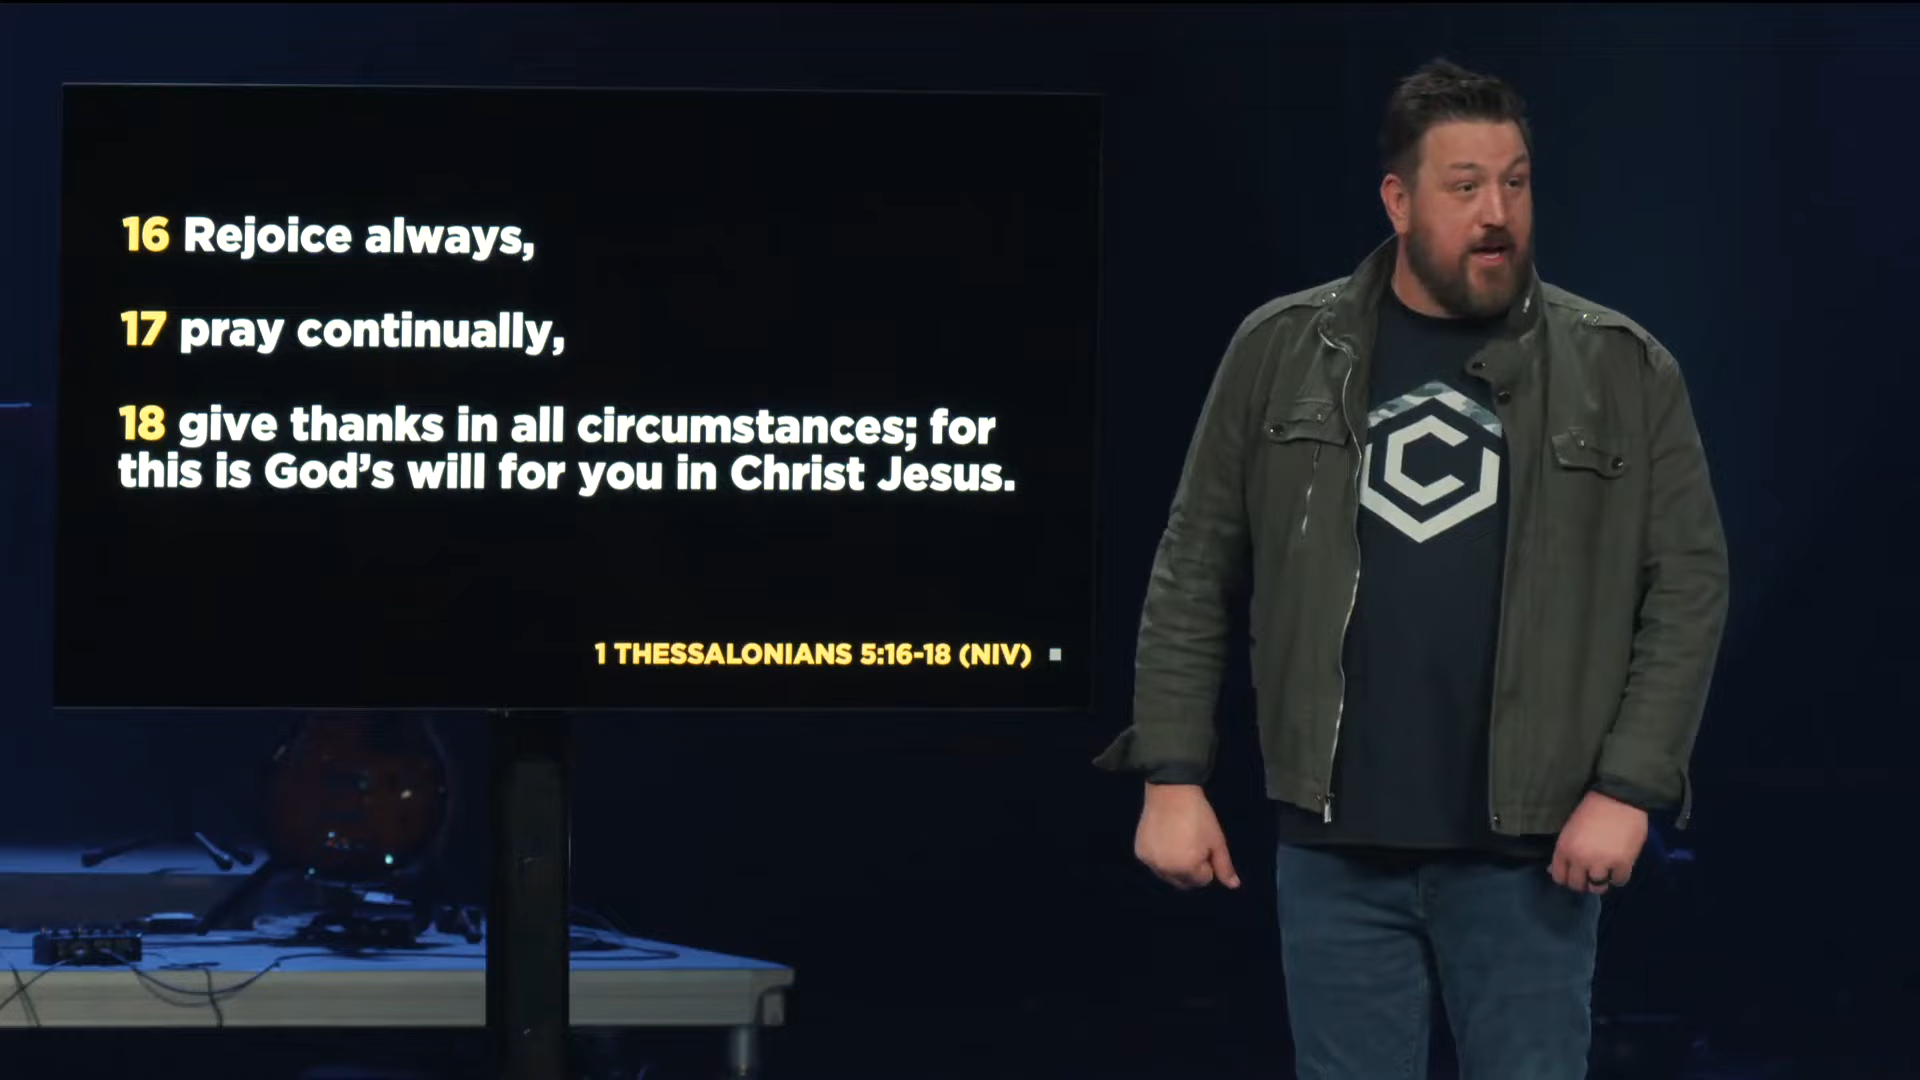 16 Rejoice always,
17 pray continually,
18 give thanks in all circumstances; for
this is God’s will for you in Christ Jesus.
1 THESSALONIANS 5:16-18 (NIV)
C